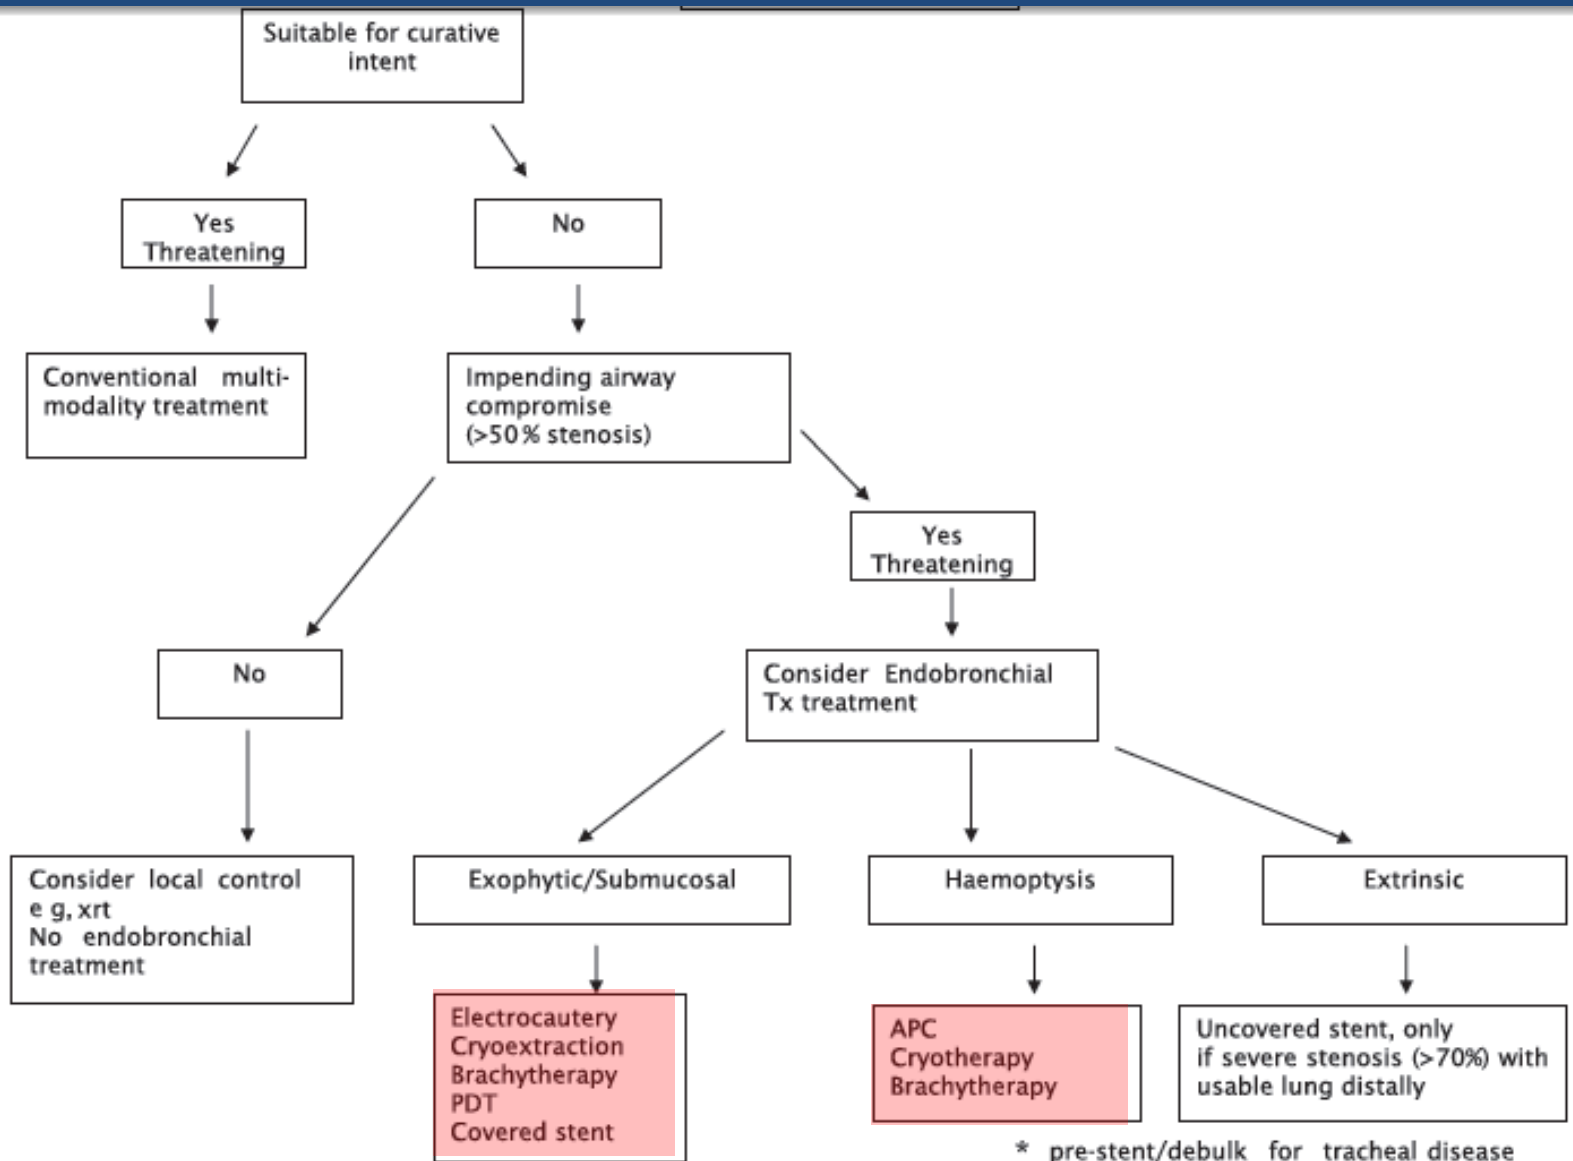 Suitable for curative
intent
Yes
Threatening
No
Conventional multi-
modality treatment
Impending airway
compromise
(>50% stenosis)
Yes
Threatening
No
Consider Endobronchial
Tx treatment
Consider local control
e g, xrt
No endobronchial
treatment
Exophytic/Submucosal
Haemoptysis
Extrinsic
Electrocautery
Cryoextraction
Brachytherapy
PDT
Covered stent
APC
Cryotherapy
Brachytherapy
Uncovered stent, only
if severe stenosis (>70%) with
usable lung distally
* pre-stent/debulk for tracheal disease